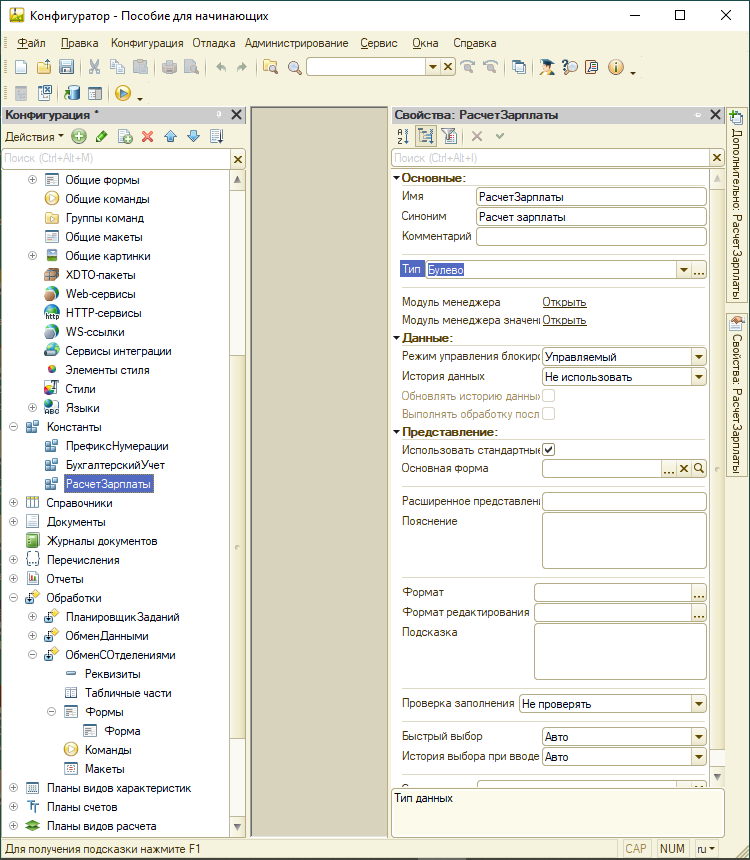 Конфигуратор - Пособие для начинающих
Файл Правка Конфигурация Отладка Администрирование Сервис Окна Справка
Конфигурация *
Действия
Поиск (Ctrl+Alt+M)
Общие формы
Общие команды
Группы команд
Общие макеты
Общие картинки
XDTO-пакеты
Web-сервисы
HTTP-сервисы
WS-ссылки
Сервисы интеграции
Элементы стиля
Стили
Языки
Константы
ПрефиксНумерации
БухгалтерскийУчет
РасчетЗарплаты
Справочники
Документы
Журналы документов
Перечисления
Отчеты
Обработки
ПланировщикЗаданий
ОбменДанными
ОбменСОтделениями
Реквизиты
Табличные части
Формы
Форма
Команды
Макеты
Планы видов характеристик
Планы счетов
Планы видов расчета
Свойства: РасчетЗарплаты
Поиск (Ctrl+Alt+I)
Основные:
Имя РасчетЗарплаты
Синоним Расчет зарплаты
Комментарий
Тип Булево
Модуль менеджера Открыть
Модуль менеджера значени Открыть
Данные:
Режим управления блокиро Управляемый
История данных Не использовать
Обновлять историю данных
Выполнять обработку посл
Представление:
Использовать стандартные
Основная форма
Расширенное представлен
Пояснение
Формат
Формат редактирования
Подсказка
Проверка заполнения Не проверять
Быстрый выбор Авто
История выбора при вводе Авто
Тип данных
Дополнительно: РасчетЗарплаты
Свойства: РасчетЗарплаты
Для получения подсказки нажмите F1
CAP NUM ru